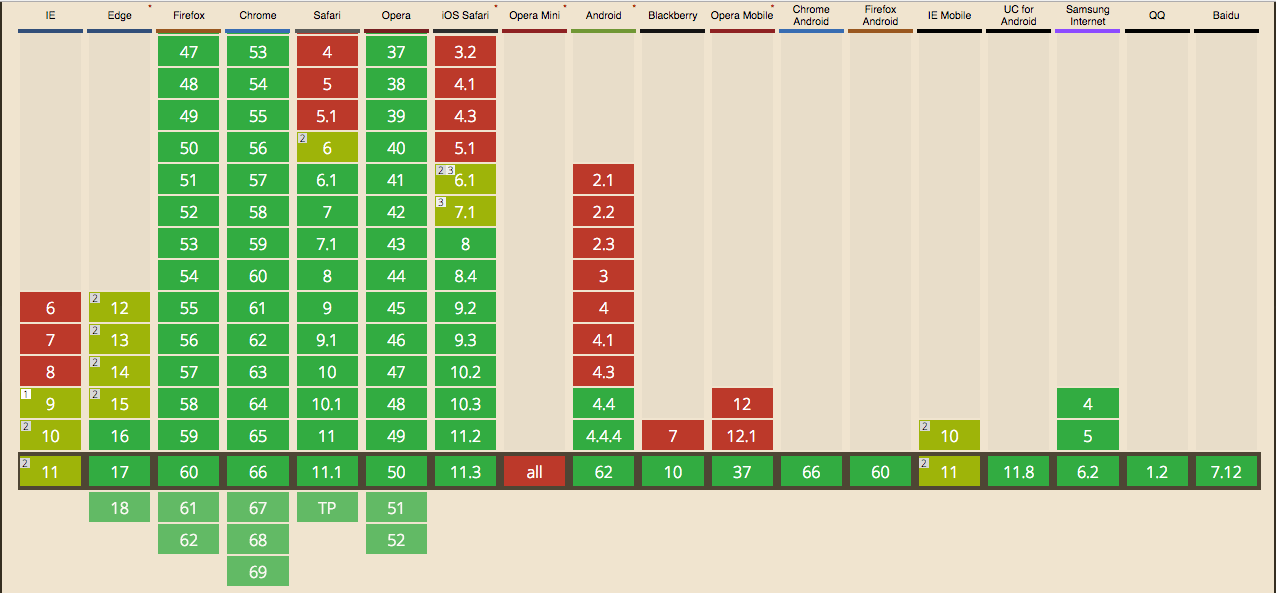 IE Edge * Firefox Chrome Safari Opera iOS Safari * Opera Mini * Android * Blackberry Opera Mobile * Chrome Android Firefox Android IE Mobile UC for Android Samsung Internet QQ Baidu
47 53 4 37 3.2
48 54 5 38 4.1
49 55 5.1 39 4.3
50 56 2 6 40 5.1
51 57 6.1 41 2 3 6.1 2.1
52 58 7 42 3 7.1 2.2
53 59 7.1 43 8 2.3
54 60 8 44 8.4 3
6 2 12 55 61 9 45 9.2 4
7 2 13 56 62 9.1 46 9.3 4.1
8 2 14 57 63 10 47 10.2 4.3
1 9 2 15 58 64 10.1 48 10.3 4.4 12 4
2 10 16 59 65 11 49 11.2 4.4.4 7 12.1 2 10 5
2 11 17 60 66 11.1 50 11.3 all 62 10 37 66 60 2 11 11.8 6.2 1.2 7.12
18 61 67 TP 51
62 68 52
69